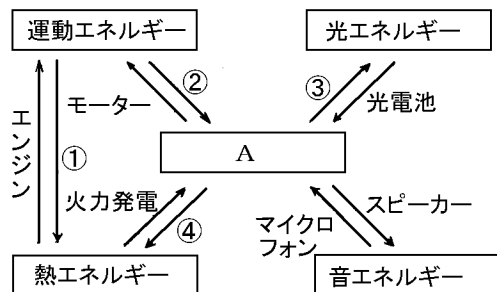 運動エネルギー
光エネルギー
②
③
モーター
光電池
エンジン
①
A
火力発電
スピーカー
④
マイクロ
フォン
熱エネルギー
音エネルギー